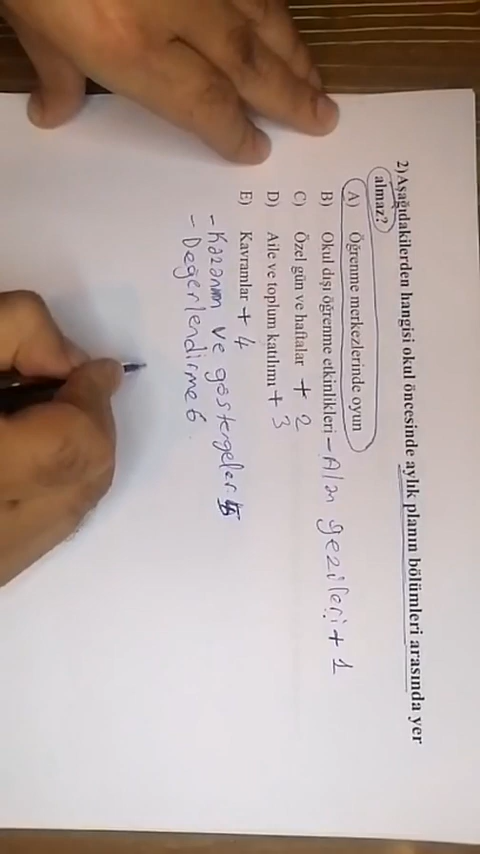 2) Aşağıdakilerden hangisi okul öncesinde aylık planın bölümleri arasında yer
almaz?
A) Öğrenme merkezlerinde oyun
B) Okul dışı öğrenme etkinlikleri - Alan gezileri + 1
C) Özel gün ve haftalar + 2
D) Aile ve toplum katılımı + 3
E) Kavramlar + 4
- Kazanım ve göstergeler 5
- Değerlendirme 6